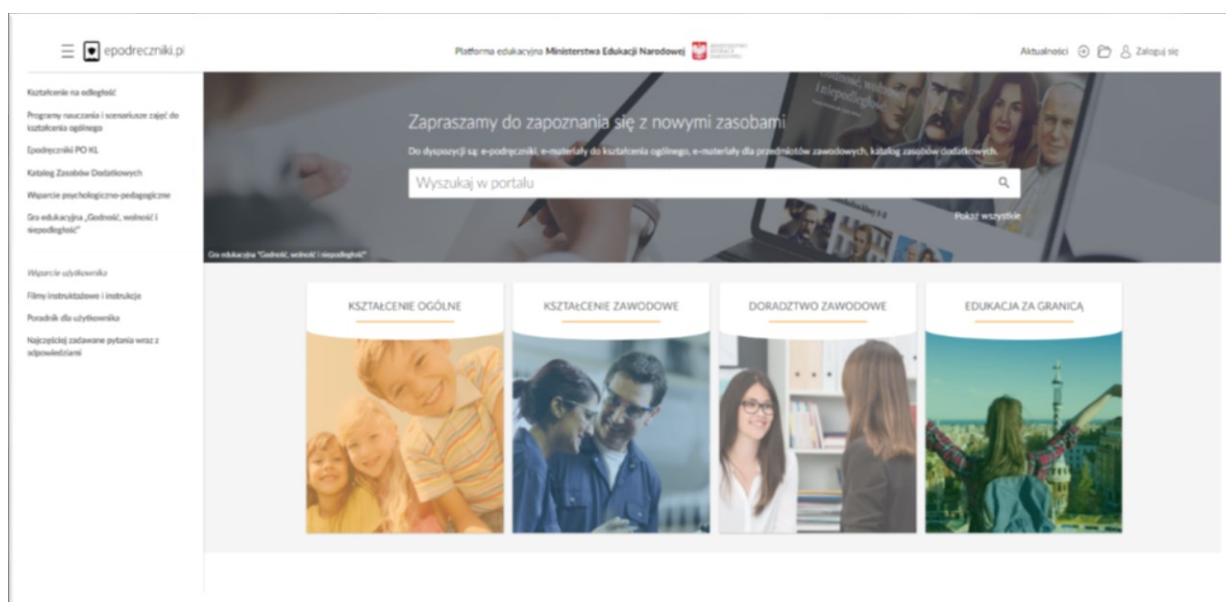 epodreczniki.pl
Platforma edukacyjna Ministerstwa Edukacji Narodowej
Aktualności
Zaloguj się
Kształcenie na odległość
Programy nauczania i scenariusze zajęć do
kształcenia ogólnego
Epodręczniki PO KL
Katalog Zasobów Dodatkowych
Wsparcie psychologiczno-pedagogiczne
Gra edukacyjna „Godność, wolność i
niepodległość”
Wsparcie użytkownika
Filmy instruktażowe i instrukcje
Poradnik dla użytkownika
Najczęściej zadawane pytania wraz z
odpowiedziami
Godność, wolność
i niepodległość
Zapraszamy do zapoznania się z nowymi zasobami
Do dyspozycji są: e-podręczniki, e-materiały do kształcenia ogólnego, e-materiały dla przedmiotów zawodowych, katalog zasobów dodatkowych.
Wyszukaj w portalu
Pokaż wszystkie
Gra edukacyjna "Godność, wolność i niepodległość"
KSZTAŁCENIE OGÓLNE
KSZTAŁCENIE ZAWODOWE
DORADZTWO ZAWODOWE
EDUKACJA ZA GRANICĄ